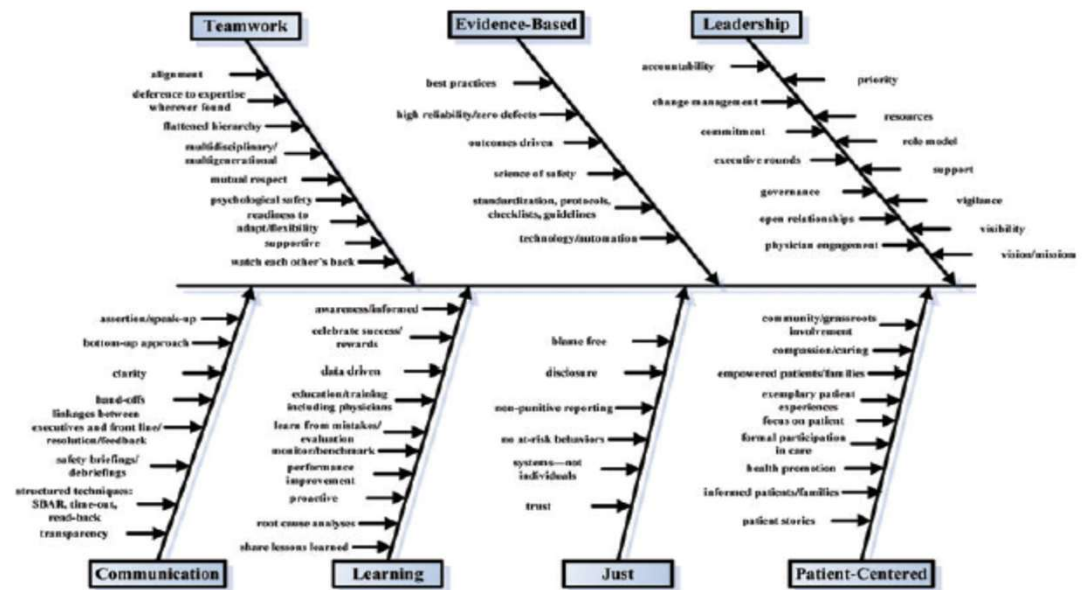 Teamwork
alignment
deference to expertise
wherever found
flattened hierarchy
multidisciplinary/
multigenerational
mutual respect
psychological safety
readiness to
adapt/flexibility
supportive
watch each other's back
Evidence-Based
best practices
high reliability/zero defects
outcomes driven
science of safety
standardization, protocols,
checklists, guidelines
technology/automation
Leadership
accountability
priority
change management
resources
commitment
role model
executive rounds
support
governance
vigilance
open relationships
visibility
physician engagement
vision/mission
assertion/speak-up
bottom-up approach
clarity
hand-offs
linkages between
executives and front line/
resolution/feedback
safety briefings/
debriefings
structured techniques:
SBAR, time-out,
read-back
transparency
Communication
awareness/informed
celebrate success/
rewards
data driven
education/training
including physicians
learn from mistakes/
evaluation
monitor/benchmark
performance
improvement
proactive
root cause analyses
share lessons learned
Learning
blame free
disclosure
non-punitive reporting
no at-risk behaviors
systems—not
individuals
trust
Just
community/grassroots
involvement
compassion/caring
empowered patients/families
exemplary patient
experiences
focus on patient
formal participation
in care
health promotion
informed patients/families
patient stories
Patient-Centered